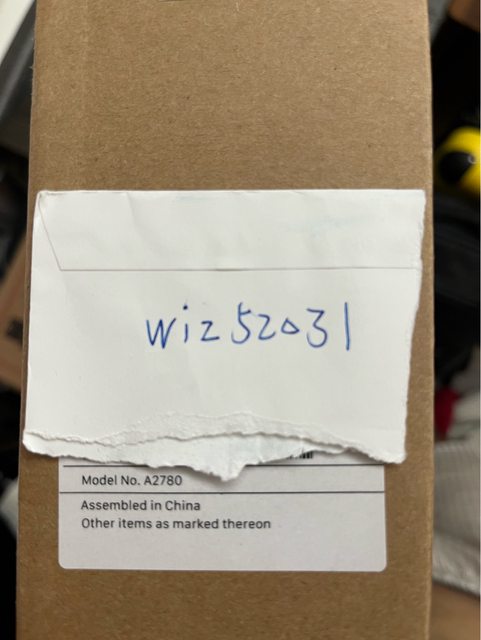 wiz52031
Model No. A2780
Assembled in China
Other items as marked thereon